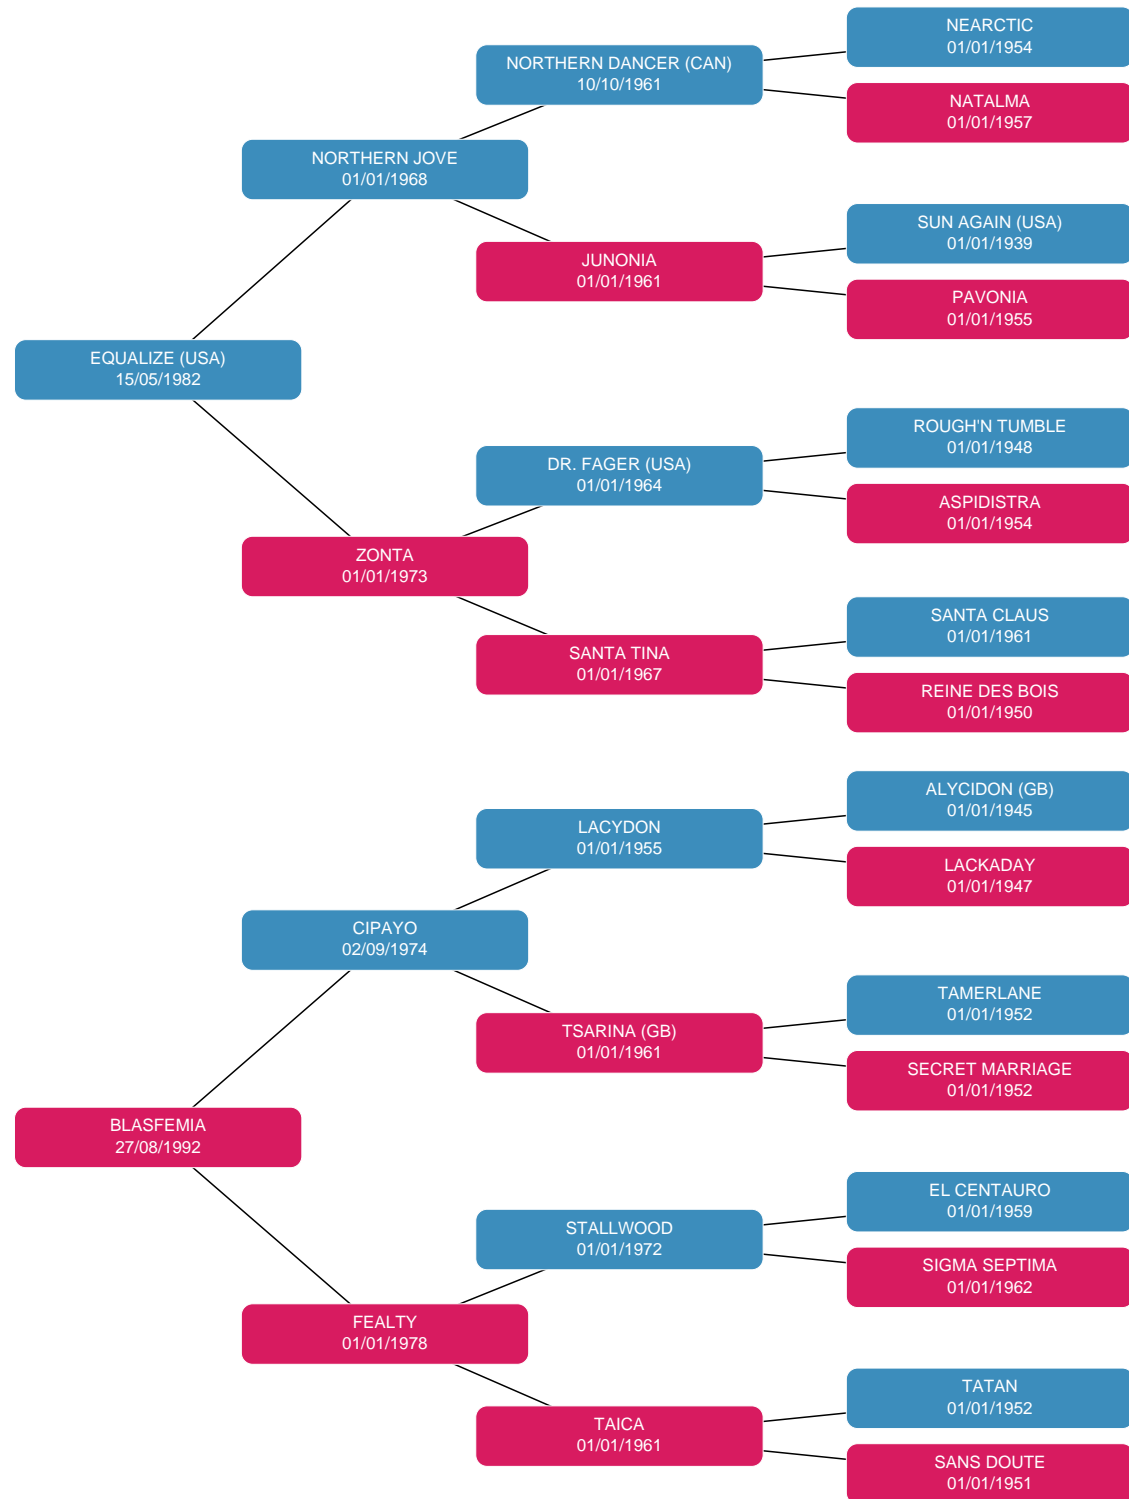 NEARCTIC
01/01/1954
NORTHERN DANCER (CAN)
10/10/1961
NATALMA
01/01/1957
NORTHERN JOVE
01/01/1968
SUN AGAIN (USA)
01/01/1939
JUNONIA
01/01/1961
PAVONIA
01/01/1955
EQUALIZE (USA)
15/05/1982
ROUGH'N TUMBLE
01/01/1948
DR. FAGER (USA)
01/01/1964
ASPIDISTRA
01/01/1954
ZONTA
01/01/1973
SANTA CLAUS
01/01/1961
SANTA TINA
01/01/1967
REINE DES BOIS
01/01/1950
ALYCIDON (GB)
01/01/1945
LACYDON
01/01/1955
LACKADAY
01/01/1947
CIPAYO
02/09/1974
TAMERLANE
01/01/1952
TSARINA (GB)
01/01/1961
SECRET MARRIAGE
01/01/1952
BLASFEMIA
27/08/1992
EL CENTAURO
01/01/1959
STALLWOOD
01/01/1972
SIGMA SEPTIMA
01/01/1962
FEALTY
01/01/1978
TATAN
01/01/1952
TAICA
01/01/1961
SANS DOUTE
01/01/1951